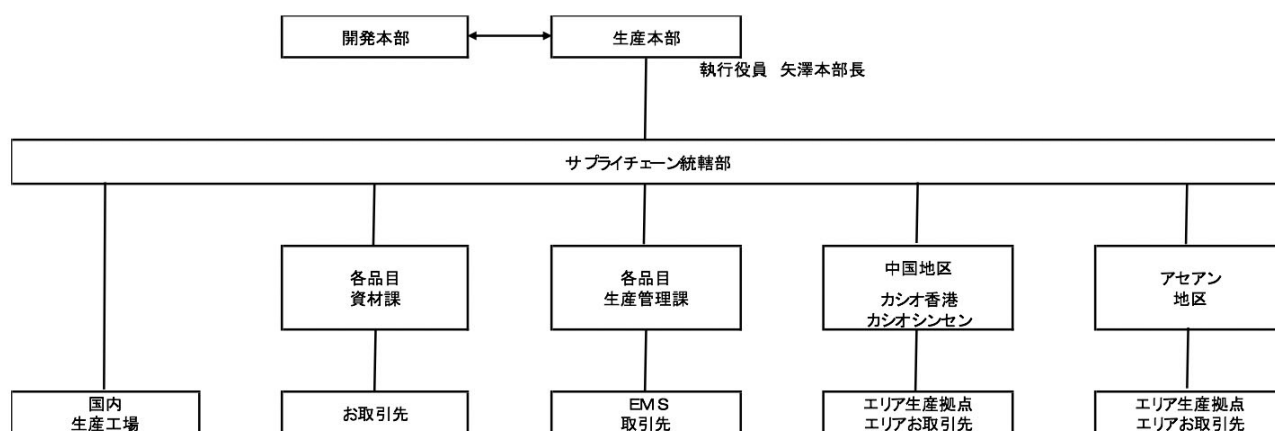 開発本部
生産本部
執行役員 矢澤本部長
サプライチェーン統轄部
各品目
資材課
各品目
生産管理課
中国地区
カシオ香港
カシオシンセン
アセアン
地区
国内
生産工場
お取引先
EMS
取引先
エリア生産拠点
エリアお取引先
エリア生産拠点
エリアお取引先